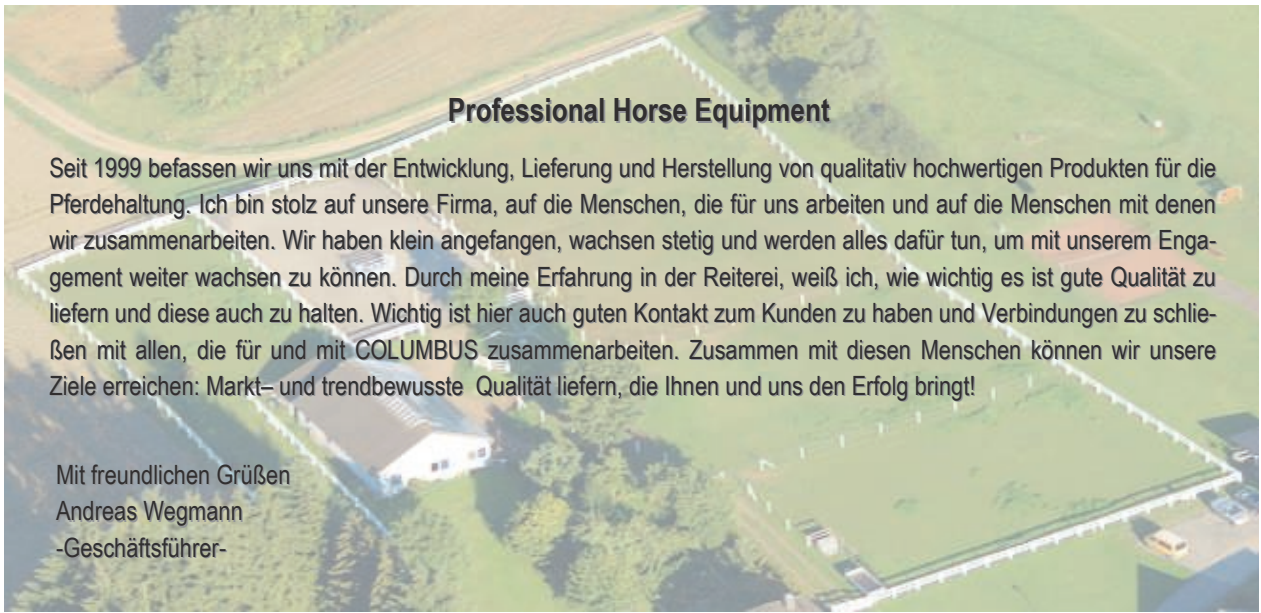 Professional Horse Equipment
Seit 1999 befassen wir uns mit der Entwicklung, Lieferung und Herstellung von qualitativ hochwertigen Produkten für die
Pferdehaltung. Ich bin stolz auf unsere Firma, auf die Menschen, die für uns arbeiten und auf die Menschen mit denen
wir zusammenarbeiten. Wir haben klein angefangen, wachsen stetig und werden alles dafür tun, um mit unserem Enga-
gement weiter wachsen zu können. Durch meine Erfahrung in der Reiterei, weiß ich, wie wichtig es ist gute Qualität zu
liefern und diese auch zu halten. Wichtig ist hier auch guten Kontakt zum Kunden zu haben und Verbindungen zu schlie-
ßen mit allen, die für und mit COLUMBUS zusammenarbeiten. Zusammen mit diesen Menschen können wir unsere
Ziele erreichen: Markt– und trendbewusste  Qualität liefern, die Ihnen und uns den Erfolg bringt!
Mit freundlichen Grüßen
Andreas Wegmann
-Geschäftsführer-